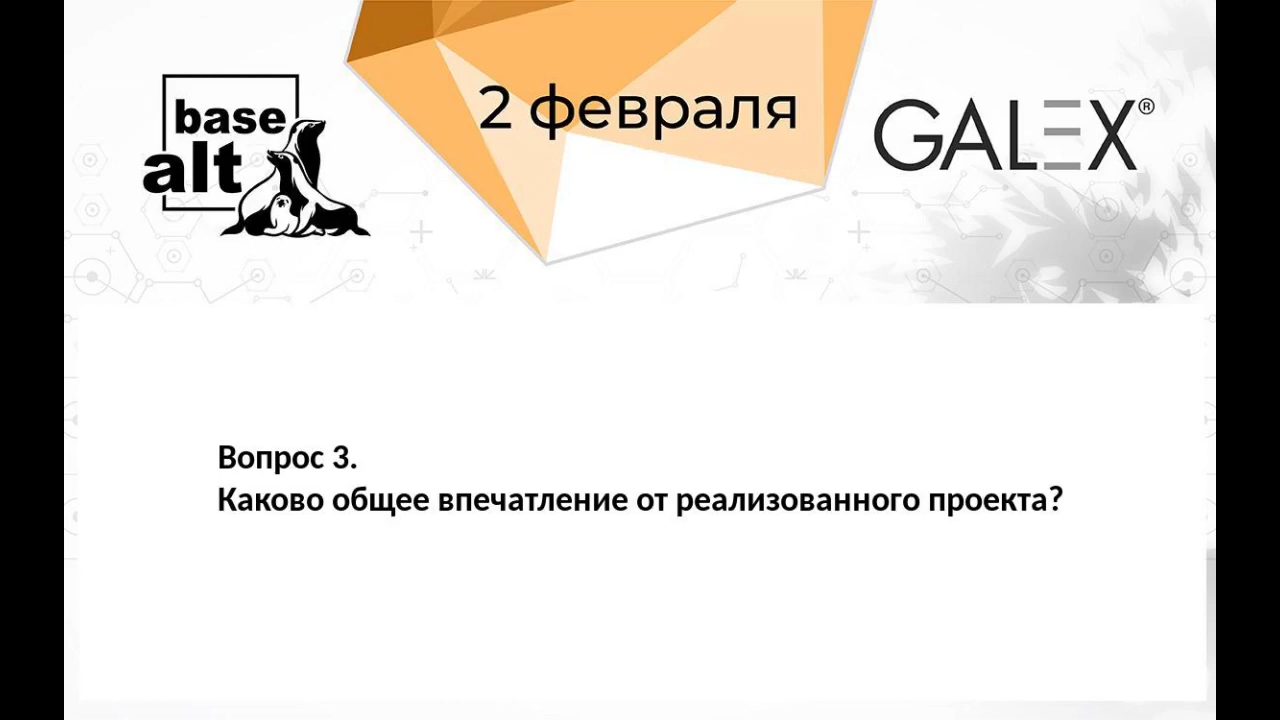 base
alt
2 февраля
GALEX®
Вопрос 3.
Каково общее впечатление от реализованного проекта?